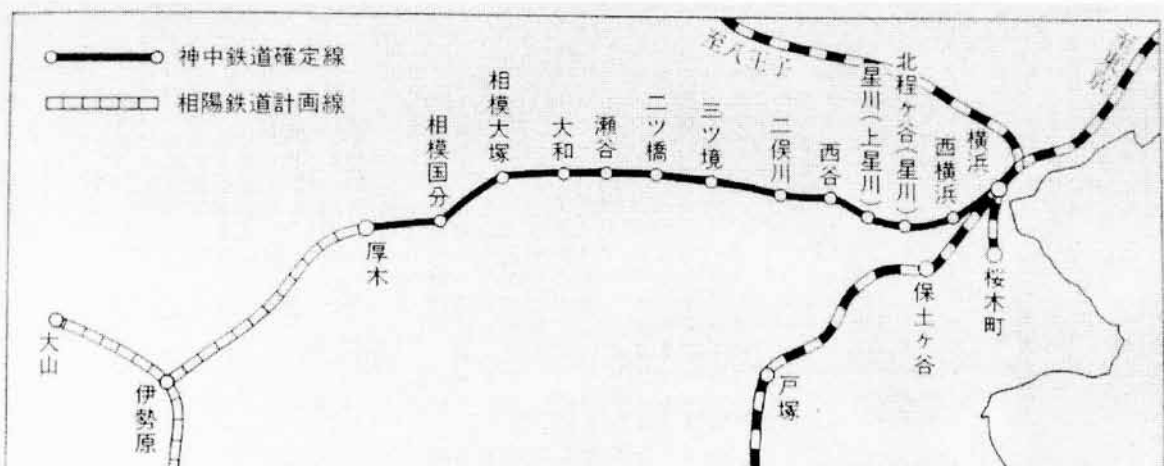 神中鉄道確定線
相陽鉄道計画線
至八王子
至東京
北程ヶ谷(星川)
星川(上星川)
横浜
西横浜
西谷
二俣川
三ツ境
二ツ橋
瀬谷
大和
相模大塚
相模国分
厚木
桜木町
保土ヶ谷
戸塚
大山
伊勢原